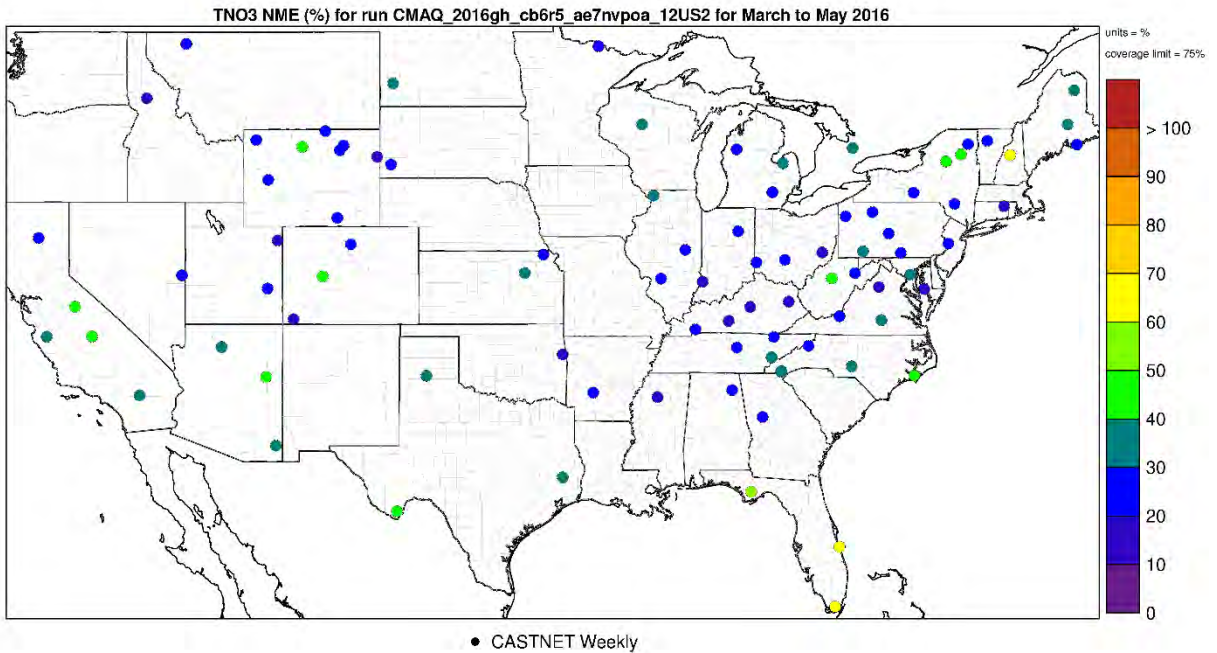 TNO3 NME (%) for run CMAQ_2016gh_cb6r5_ae7nvpoa_12US2 for March to May 2016
units = %
coverage limit = 75%
> 100
90
80
70
60
50
40
30
20
10
0
CASTNET Weekly